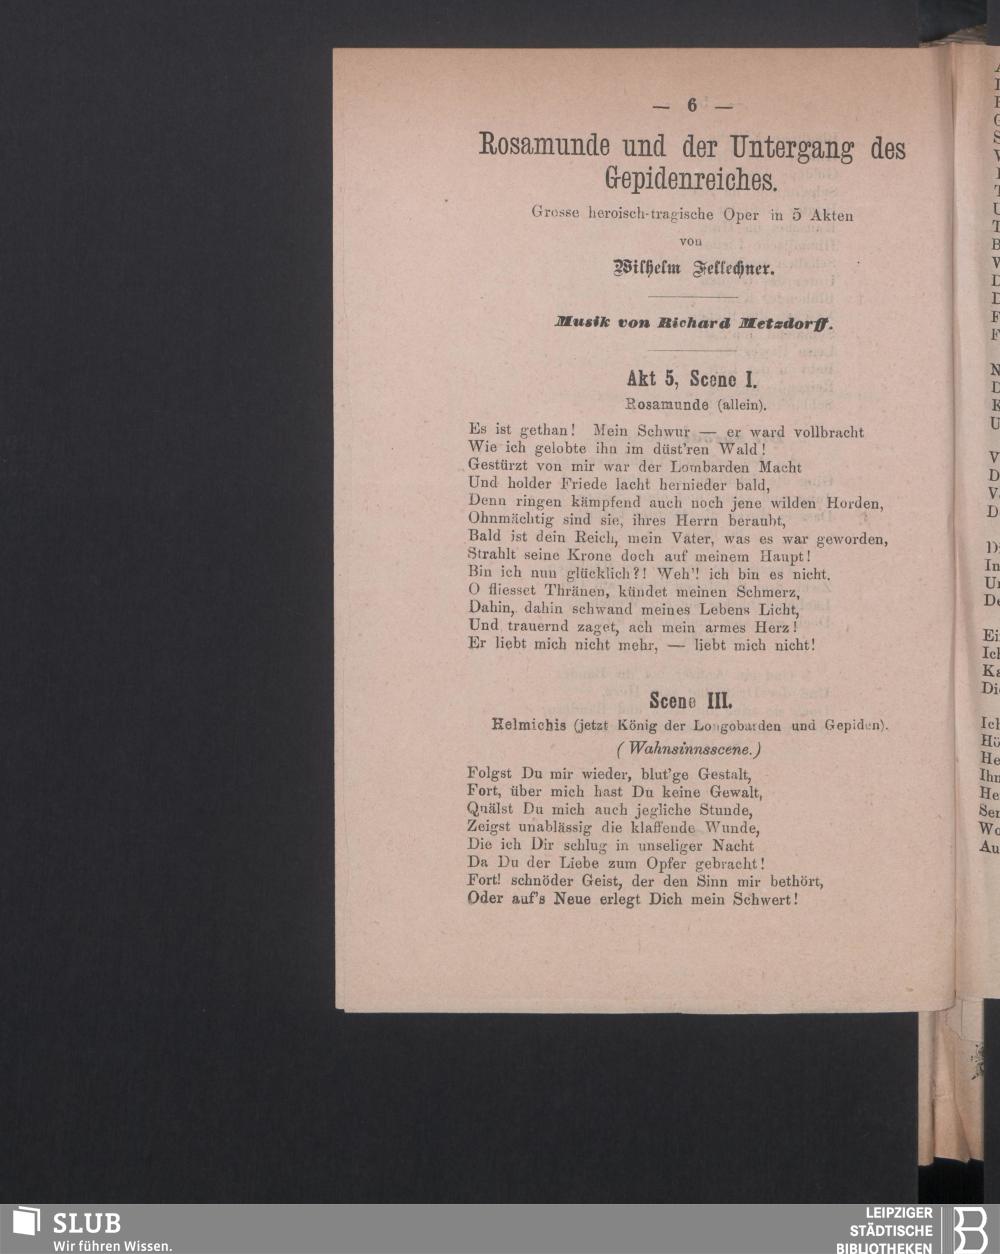 — 6 —
Rosamunde und der Untergang des
Gepidenreiches.
Grosse heroisch-tragische Oper in 5 Akten
von
Wilhelm Fellechner.
Musik von Richard Metzdorff.
Akt 5, Scene I.
Rosamunde (allein).
Es ist gethan! Mein Schwur — er ward vollbracht
Wie ich gelobte ihn im düst'ren Wald!
Gestürzt von mir war der Lombarden Macht
Und holder Friede lacht hernieder bald,
Denn ringen kämpfend auch noch jene wilden Horden,
Ohnmächtig sind sie, ihres Herrn beraubt,
Bald ist dein Reich, mein Vater, was es war geworden,
Strahlt seine Krone doch auf meinem Haupt!
Bin ich nun glücklich?! Weh'! ich bin es nicht.
O fliesset Thränen, kündet meinen Schmerz,
Dahin, dahin schwand meines Lebens Licht,
Und trauernd zaget, ach mein armes Herz!
Er liebt mich nicht mehr, — liebt mich nicht!
Scene III.
Helmichis (jetzt König der Longobarden und Gepiden).
(Wahnsinnsscene.)
Folgst Du mir wieder, blut'ge Gestalt,
Fort, über mich hast Du keine Gewalt,
Quälst Du mich auch jegliche Stunde,
Zeigst unablässig die klaffende Wunde,
Die ich Dir schlug in unseliger Nacht
Da Du der Liebe zum Opfer gebracht!
Fort! schnöder Geist, der den Sinn mir bethört,
Oder auf's Neue erlegt Dich mein Schwert!
SLUB
Wir führen Wissen.
LEIPZIGER
STÄDTISCHE
BIBLIOTHEKEN